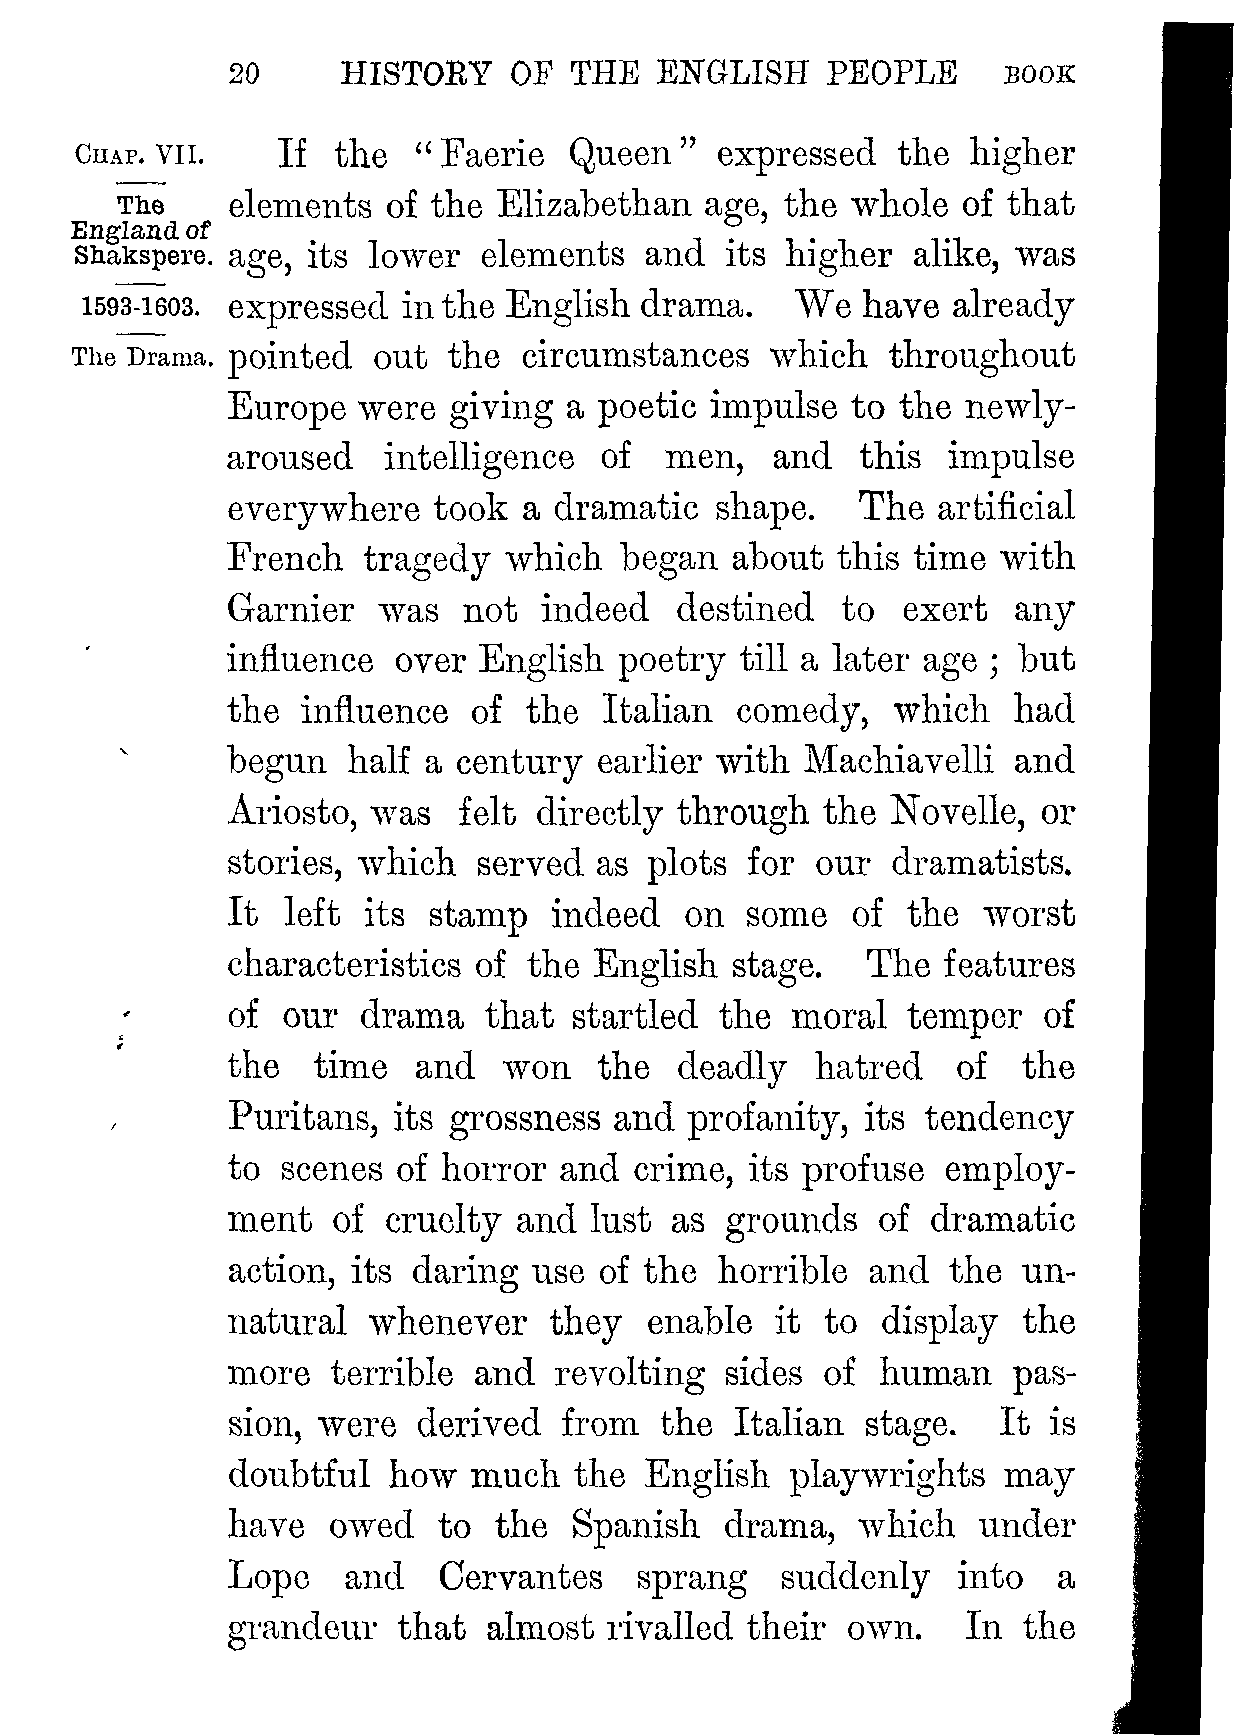 20 HISTORY OF THE ENGLISH PEOPLE BOOK
CHAP. VII.
The
England of
Shakspere.
1593-1603.
The Drama.
If the “Faerie Queen” expressed the higher
elements of the Elizabethan age, the whole of that
age, its lower elements and its higher alike, was
expressed in the English drama. We have already
pointed out the circumstances which throughout
Europe were giving a poetic impulse to the newly-
aroused intelligence of men, and this impulse
everywhere took a dramatic shape. The artificial
French tragedy which began about this time with
Garnier was not indeed destined to exert any
influence over English poetry till a later age ; but
the influence of the Italian comedy, which had
begun half a century earlier with Machiavelli and
Ariosto, was felt directly through the Novelle, or
stories, which served as plots for our dramatists.
It left its stamp indeed on some of the worst
characteristics of the English stage. The features
of our drama that startled the moral temper of
the time and won the deadly hatred of the
Puritans, its grossness and profanity, its tendency
to scenes of horror and crime, its profuse employ-
ment of cruelty and lust as grounds of dramatic
action, its daring use of the horrible and the un-
natural whenever they enable it to display the
more terrible and revolting sides of human pas-
sion, were derived from the Italian stage. It is
doubtful how much the English playwrights may
have owed to the Spanish drama, which under
Lope and Cervantes sprang suddenly into a
grandeur that almost rivalled their own. In the